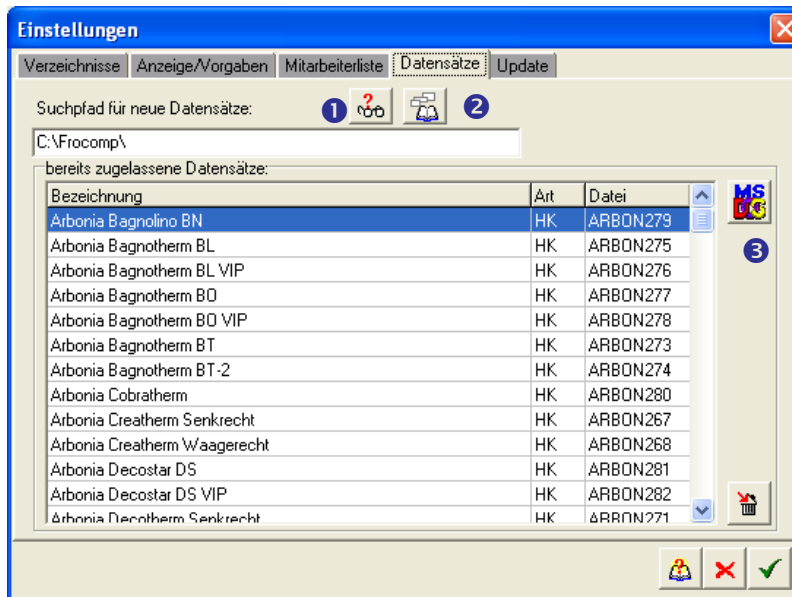 Einstellungen
Verzeichnisse Anzeige/Vorgaben Mitarbeiterliste Datensätze Update
Suchpfad für neue Datensätze: ❶ ? ❷
C:\Frocomp\
bereits zugelassene Datensätze:
Bezeichnung Art Datei MS
Arbonia Bagnolino BN HK ARBON279
Arbonia Bagnotherm BL HK ARBON275 ❸
Arbonia Bagnotherm BL VIP HK ARBON276
Arbonia Bagnotherm BO HK ARBON277
Arbonia Bagnotherm BO VIP HK ARBON278
Arbonia Bagnotherm BT HK ARBON273
Arbonia Bagnotherm BT-2 HK ARBON274
Arbonia Cobratherm HK ARBON280
Arbonia Creatherm Senkrecht HK ARBON267
Arbonia Creatherm Waagerecht HK ARBON268
Arbonia Decostar DS HK ARBON281
Arbonia Decostar DS VIP HK ARBON282
Arbonia Decotherm Senkrecht HK ARBON271
?